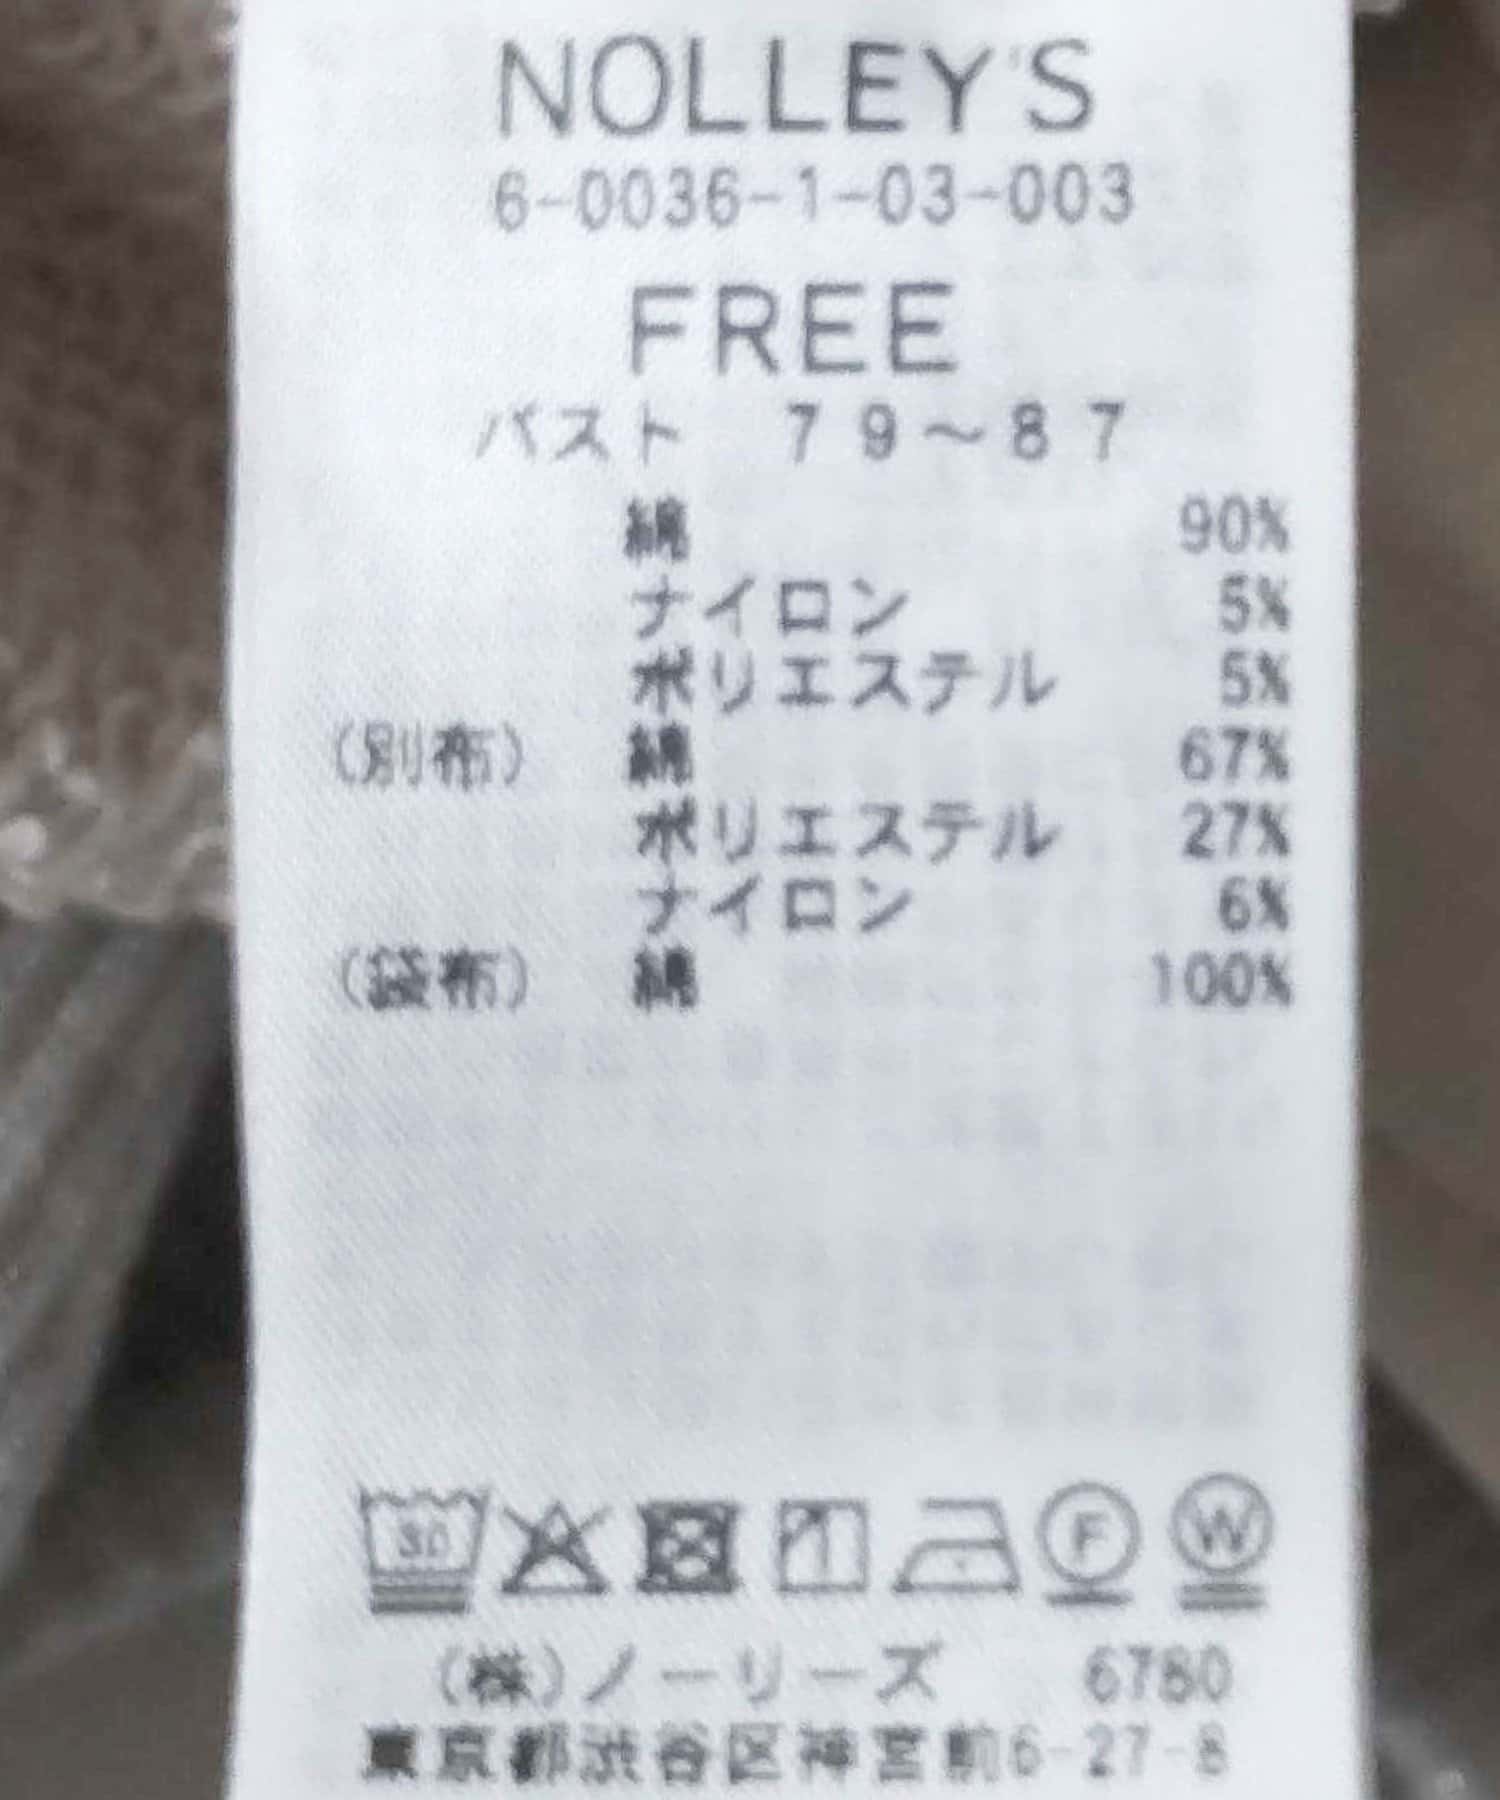 NOLLEY'S
6-0036-1-03-003
FREE
バスト 79〜87
綿 90%
ナイロン 5%
ポリエステル 5%
(別布) 綿 67%
ポリエステル 27%
ナイロン 6%
(袋布) 綿 100%
30 F W
(株)ノーリーズ 6780
東京都渋谷区神宮前6-27-8